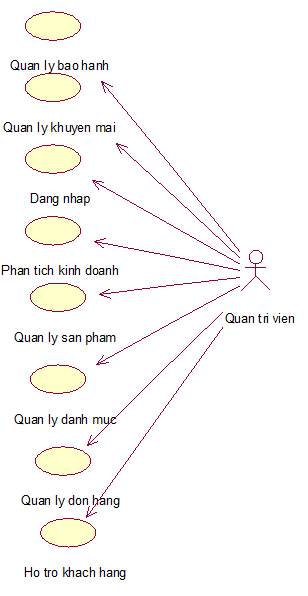 Quan ly bao hanh
Quan ly khuyen mai
Dang nhap
Phan tich kinh doanh
Quan ly san pham
Quan tri vien
Quan ly danh muc
Quan ly don hang
Ho tro khach hang